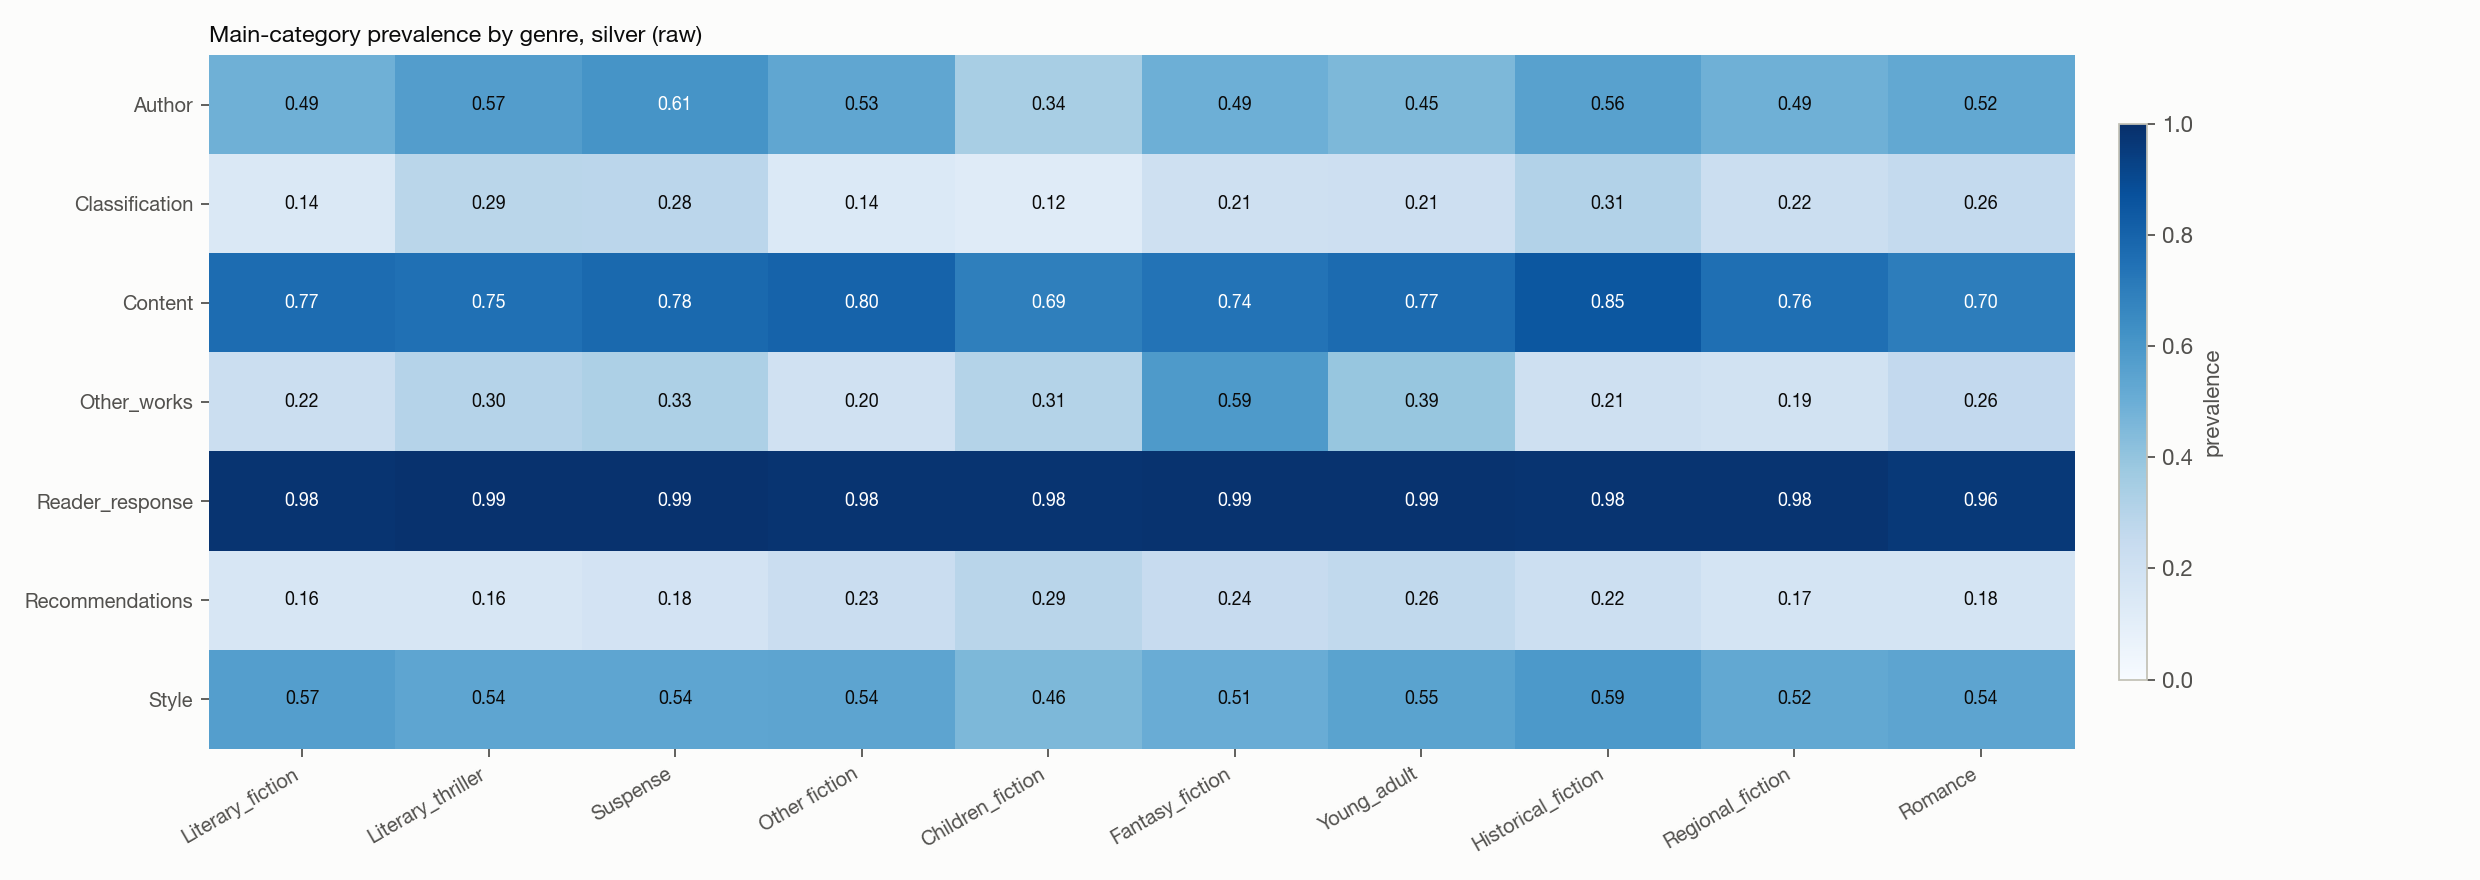 Main-category prevalence by genre, silver (raw)
Author 0.49 0.57 0.61 0.53 0.34 0.49 0.45 0.56 0.49 0.52
Classification 0.14 0.29 0.28 0.14 0.12 0.21 0.21 0.31 0.22 0.26
Content 0.77 0.75 0.78 0.80 0.69 0.74 0.77 0.85 0.76 0.70
Other_works 0.22 0.30 0.33 0.20 0.31 0.59 0.39 0.21 0.19 0.26
Reader_response 0.98 0.99 0.99 0.98 0.98 0.99 0.99 0.98 0.98 0.96
Recommendations 0.16 0.16 0.18 0.23 0.29 0.24 0.26 0.22 0.17 0.18
Style 0.57 0.54 0.54 0.54 0.46 0.51 0.55 0.59 0.52 0.54
Literary_fiction Literary_thriller Suspense Other fiction Children_fiction Fantasy_fiction Young_adult Historical_fiction Regional_fiction Romance
1.0
0.8
0.6
0.4
0.2
0.0
prevalence